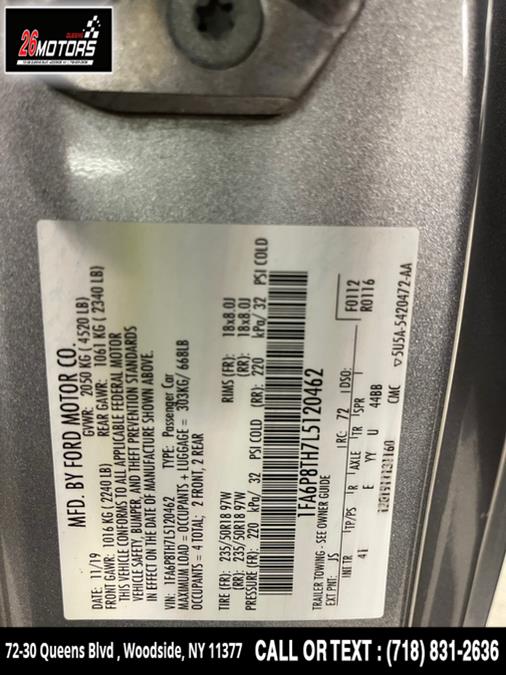 QUEENS
26MOTORS
MFD. BY FORD MOTOR CO.
DATE: 11/19
GVWR: 2050 KG ( 4520 LB)
FRONT GAWR: 1016 KG (2240 LB)
REAR GAWR: 1061 KG ( 2340 LB)
THIS VEHICLE CONFORMS TO ALL APPLICABLE FEDERAL MOTOR
VEHICLE SAFETY, BUMPER, AND THEFT PREVENTION STANDARDS
IN EFFECT ON THE DATE OF MANUFACTURE SHOWN ABOVE.
VIN: 1FA6P8TH7L5120462 TYPE: Passenger Car
MAXIMUM LOAD = OCCUPANTS + LUGGAGE = 303KG/ 668LB
OCCUPANTS = 4 TOTAL; 2 FRONT, 2 REAR
TIRE (FR): 235/50R18 97W RIMS (FR): 18x8.0J
(RR): 235/50R18 97W (RR): 18x8.0J
PRESSURE (FR): 220 kPa/ 32 PSI COLD (RR): 220 kPa/ 32 PSI COLD
1FA6P8TH7L5120462
TRAILER TOWING - SEE OWNER GUIDE
F0112
R0116
EXT PNT: JS RC: 72 DSO:
INT TR TP/PS R AXLE TR SPR
41 E YY U 44BB
CMC ▽5U5A-5420472-AA
72-30 Queens Blvd , Woodside, NY 11377 CALL OR TEXT : (718) 831-2636